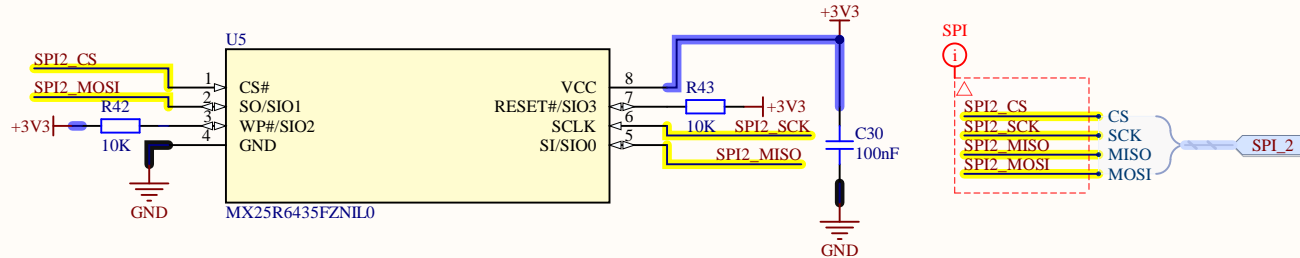 +3V3
SPI
U5
SPI2_CS
1
CS#
VCC
8
SPI2_MOSI
2
SO/SIO1
RESET#/SIO3
7
R43
10K
+3V3
+3V3
R42
10K
3
WP#/SIO2
SCLK
6
SPI2_SCK
4
GND
SI/SIO0
5
SPI2_MISO
C30
100nF
GND
MX25R6435FZNIL0
GND
i
SPI2_CS
CS
SPI2_SCK
SCK
SPI2_MISO
MISO
SPI2_MOSI
MOSI
SPI_2